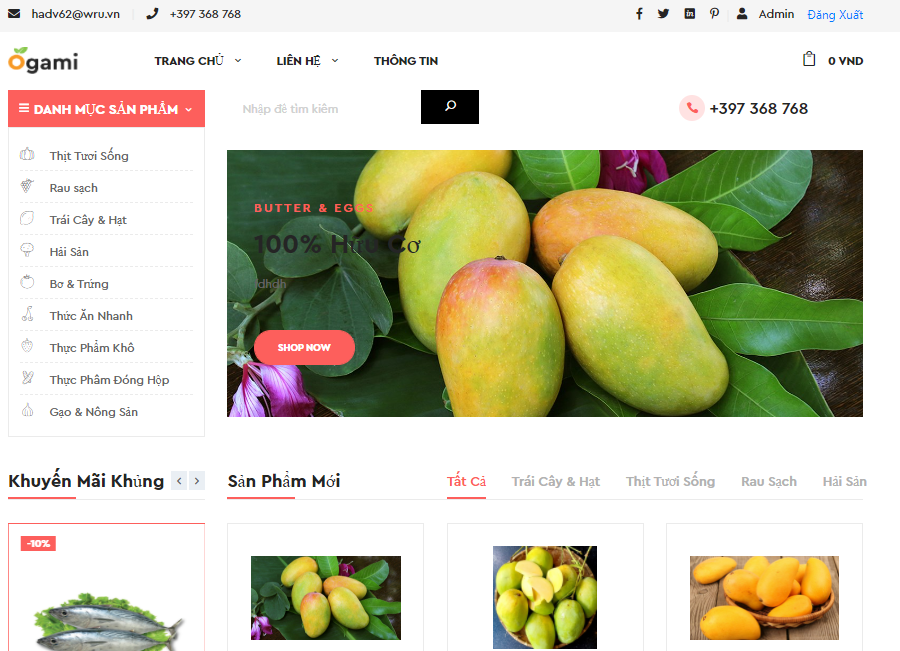 hadv62@wru.vn +397 368 768 Admin Đăng Xuất
Ogami TRANG CHỦ LIÊN HỆ THÔNG TIN 0 VND
DANH MỤC SẢN PHẨM Nhập để tìm kiếm +397 368 768
Thịt Tươi Sống
Rau sạch
Trái Cây & Hạt
Hải Sản
Bơ & Trứng
Thức Ăn Nhanh
Thực Phẩm Khô
Thực Phẩm Đóng Hộp
Gạo & Nông Sản
BUTTER & EGGS
100% Hữu Cơ
dhdh
SHOP NOW
Khuyến Mãi Khủng
Sản Phẩm Mới Tất Cả Trái Cây & Hạt Thịt Tươi Sống Rau Sạch Hải Sản
-10%